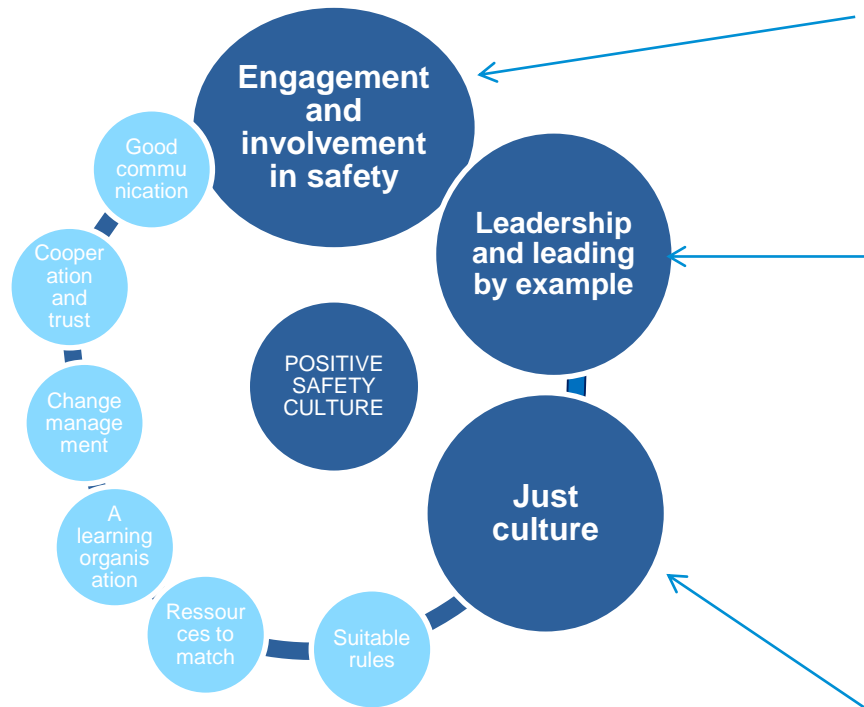 Engagement
and
involvement
in safety
Leadership
and leading
by example
Just
culture
Suitable
rules
Ressour
ces to
match
A
learning
organis
ation
Change
manage
ment
Cooper
ation
and
trust
Good
commu
nication
POSITIVE
SAFETY
CULTURE